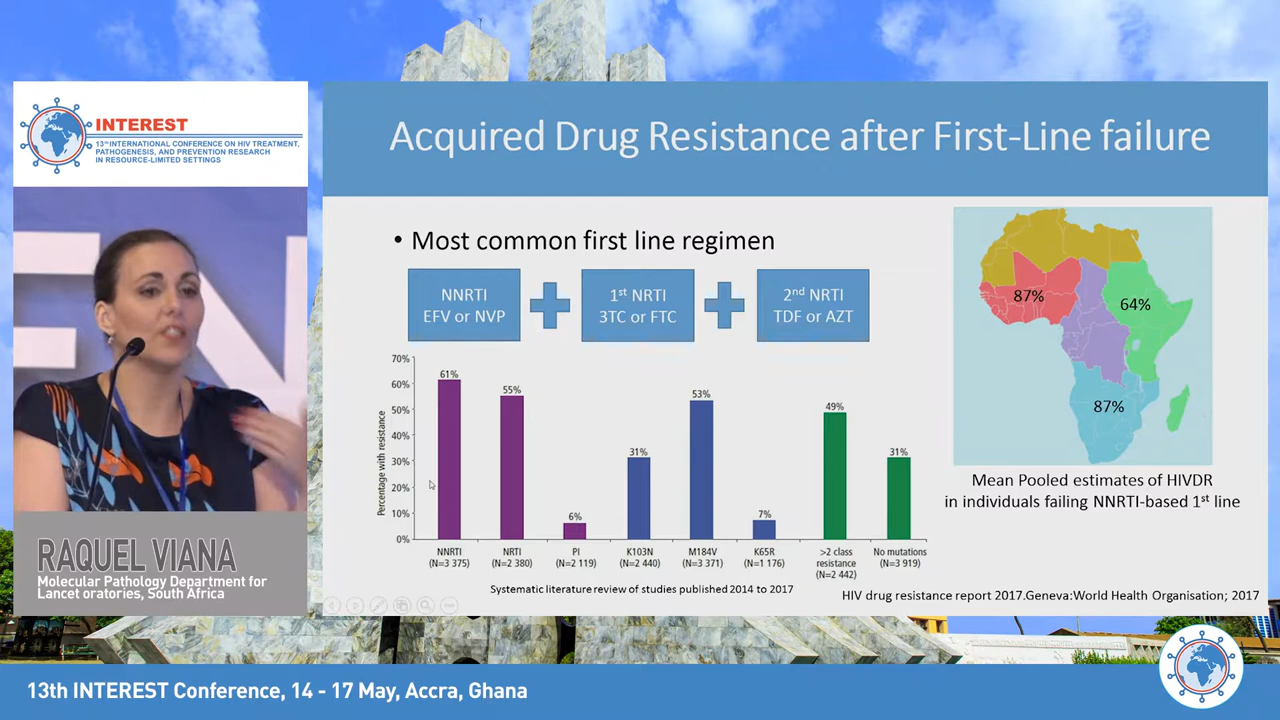 INTEREST
13th INTERNATIONAL CONFERENCE ON HIV TREATMENT,
PATHOGENESIS, AND PREVENTION RESEARCH
IN RESOURCE-LIMITED SETTINGS
EN
RAQUEL VIANA
Molecular Pathology Department for
Lancet oratories, South Africa
Acquired Drug Resistance after First-Line failure
• Most common first line regimen
NNRTI
EFV or NVP
1st NRTI
3TC or FTC
2nd NRTI
TDF or AZT
Percentage with resistance
70%
60%
50%
40%
30%
20%
10%
0%
61%
55%
6%
31%
53%
7%
49%
31%
NNRTI
(N=3 375)
NRTI
(N=2 380)
PI
(N=2 119)
K103N
(N=2 440)
M184V
(N=3 371)
K65R
(N=1 176)
>2 class
resistance
(N=2 442)
No mutations
(N=3 919)
Systematic literature review of studies published 2014 to 2017
87%
64%
87%
Mean Pooled estimates of HIVDR
in individuals failing NNRTI-based 1st line
HIV drug resistance report 2017.Geneva:World Health Organisation; 2017
13th INTEREST Conference, 14 - 17 May, Accra, Ghana